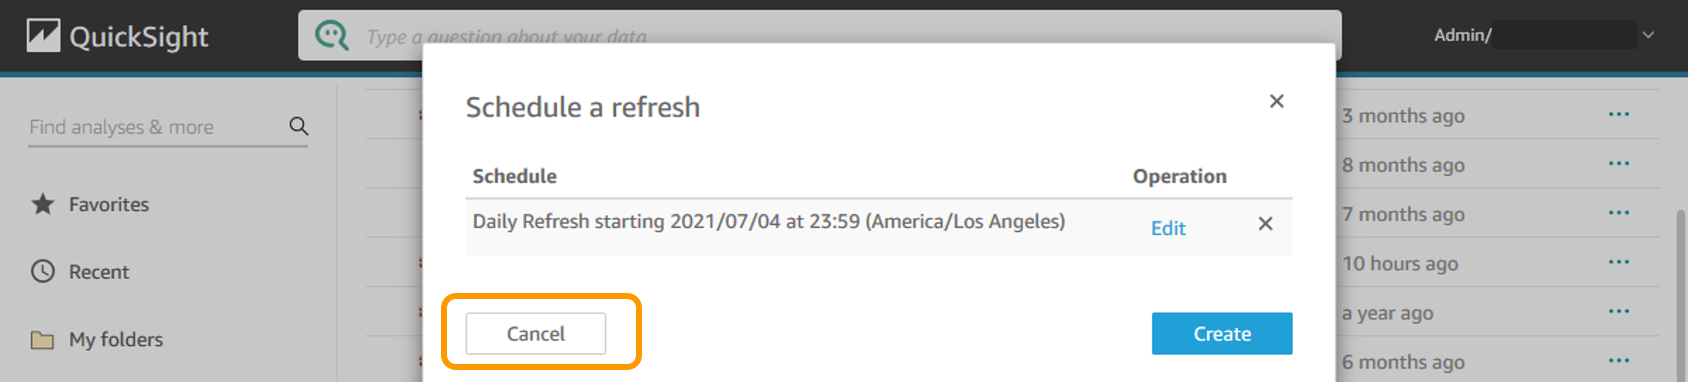 QuickSight
Type a question about your data
Admin/
Schedule a refresh
Find analyses & more
Schedule Operation
Daily Refresh starting 2021/07/04 at 23:59 (America/Los Angeles) Edit
Favorites
Recent
My folders
Cancel Create
3 months ago
8 months ago
7 months ago
10 hours ago
a year ago
6 months ago